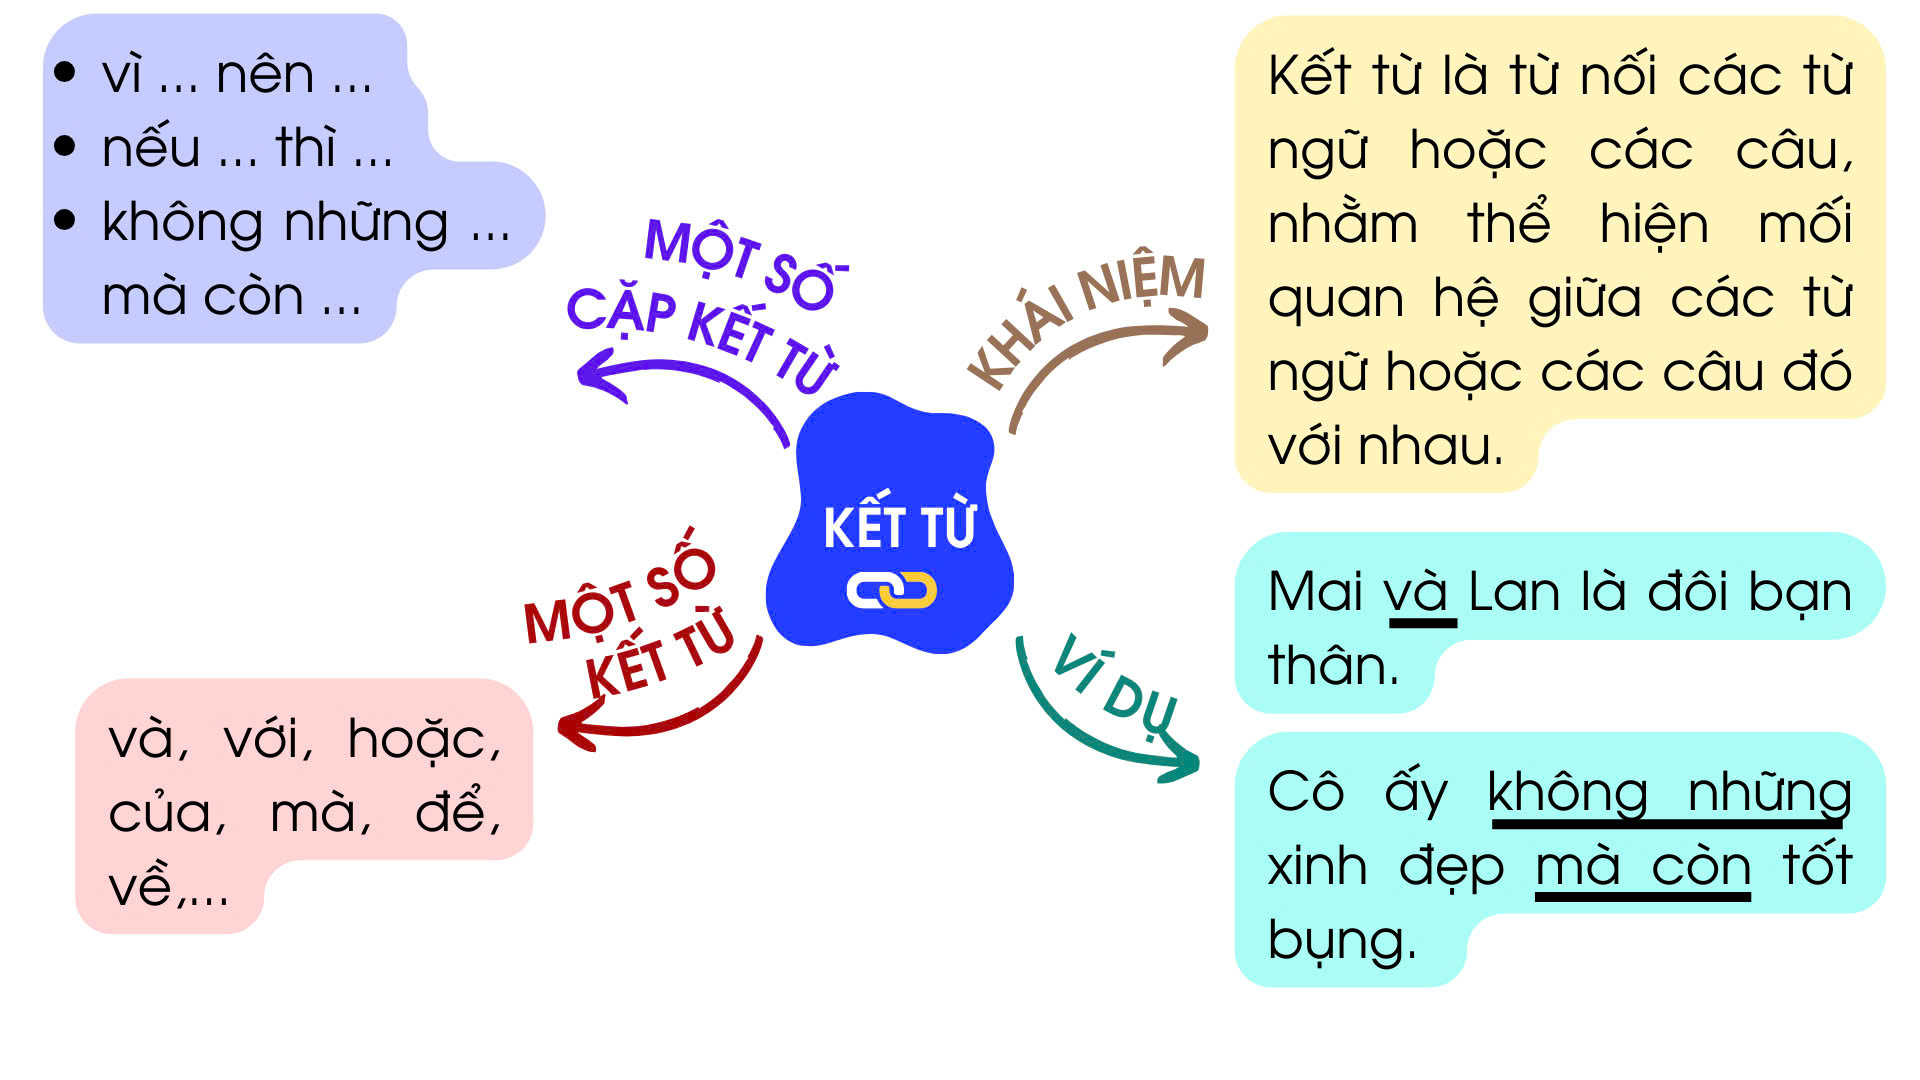 vì ... nên ...
nếu ... thì ...
không những ...
mà còn ...
MỘT SỐ
CẶP KẾT TỪ
KHÁI NIỆM
Kết từ là từ nối các từ
ngữ hoặc các câu,
nhằm thể hiện mối
quan hệ giữa các từ
ngữ hoặc các câu đó
với nhau.
KẾT TỪ
MỘT SỐ
KẾT TỪ
và, với, hoặc,
của, mà, để,
về,...
VÍ DỤ
Mai và Lan là đôi bạn
thân.
Cô ấy không những
xinh đẹp mà còn tốt
bụng.